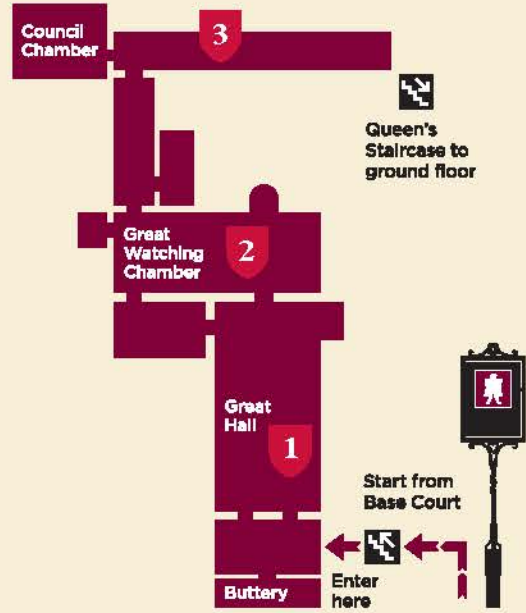 Council
Chamber
3
Queen's
Staircase to
ground floor
Great
Watching
Chamber
2
Great
Hall
1
Start from
Base Court
Enter
here
Buttery